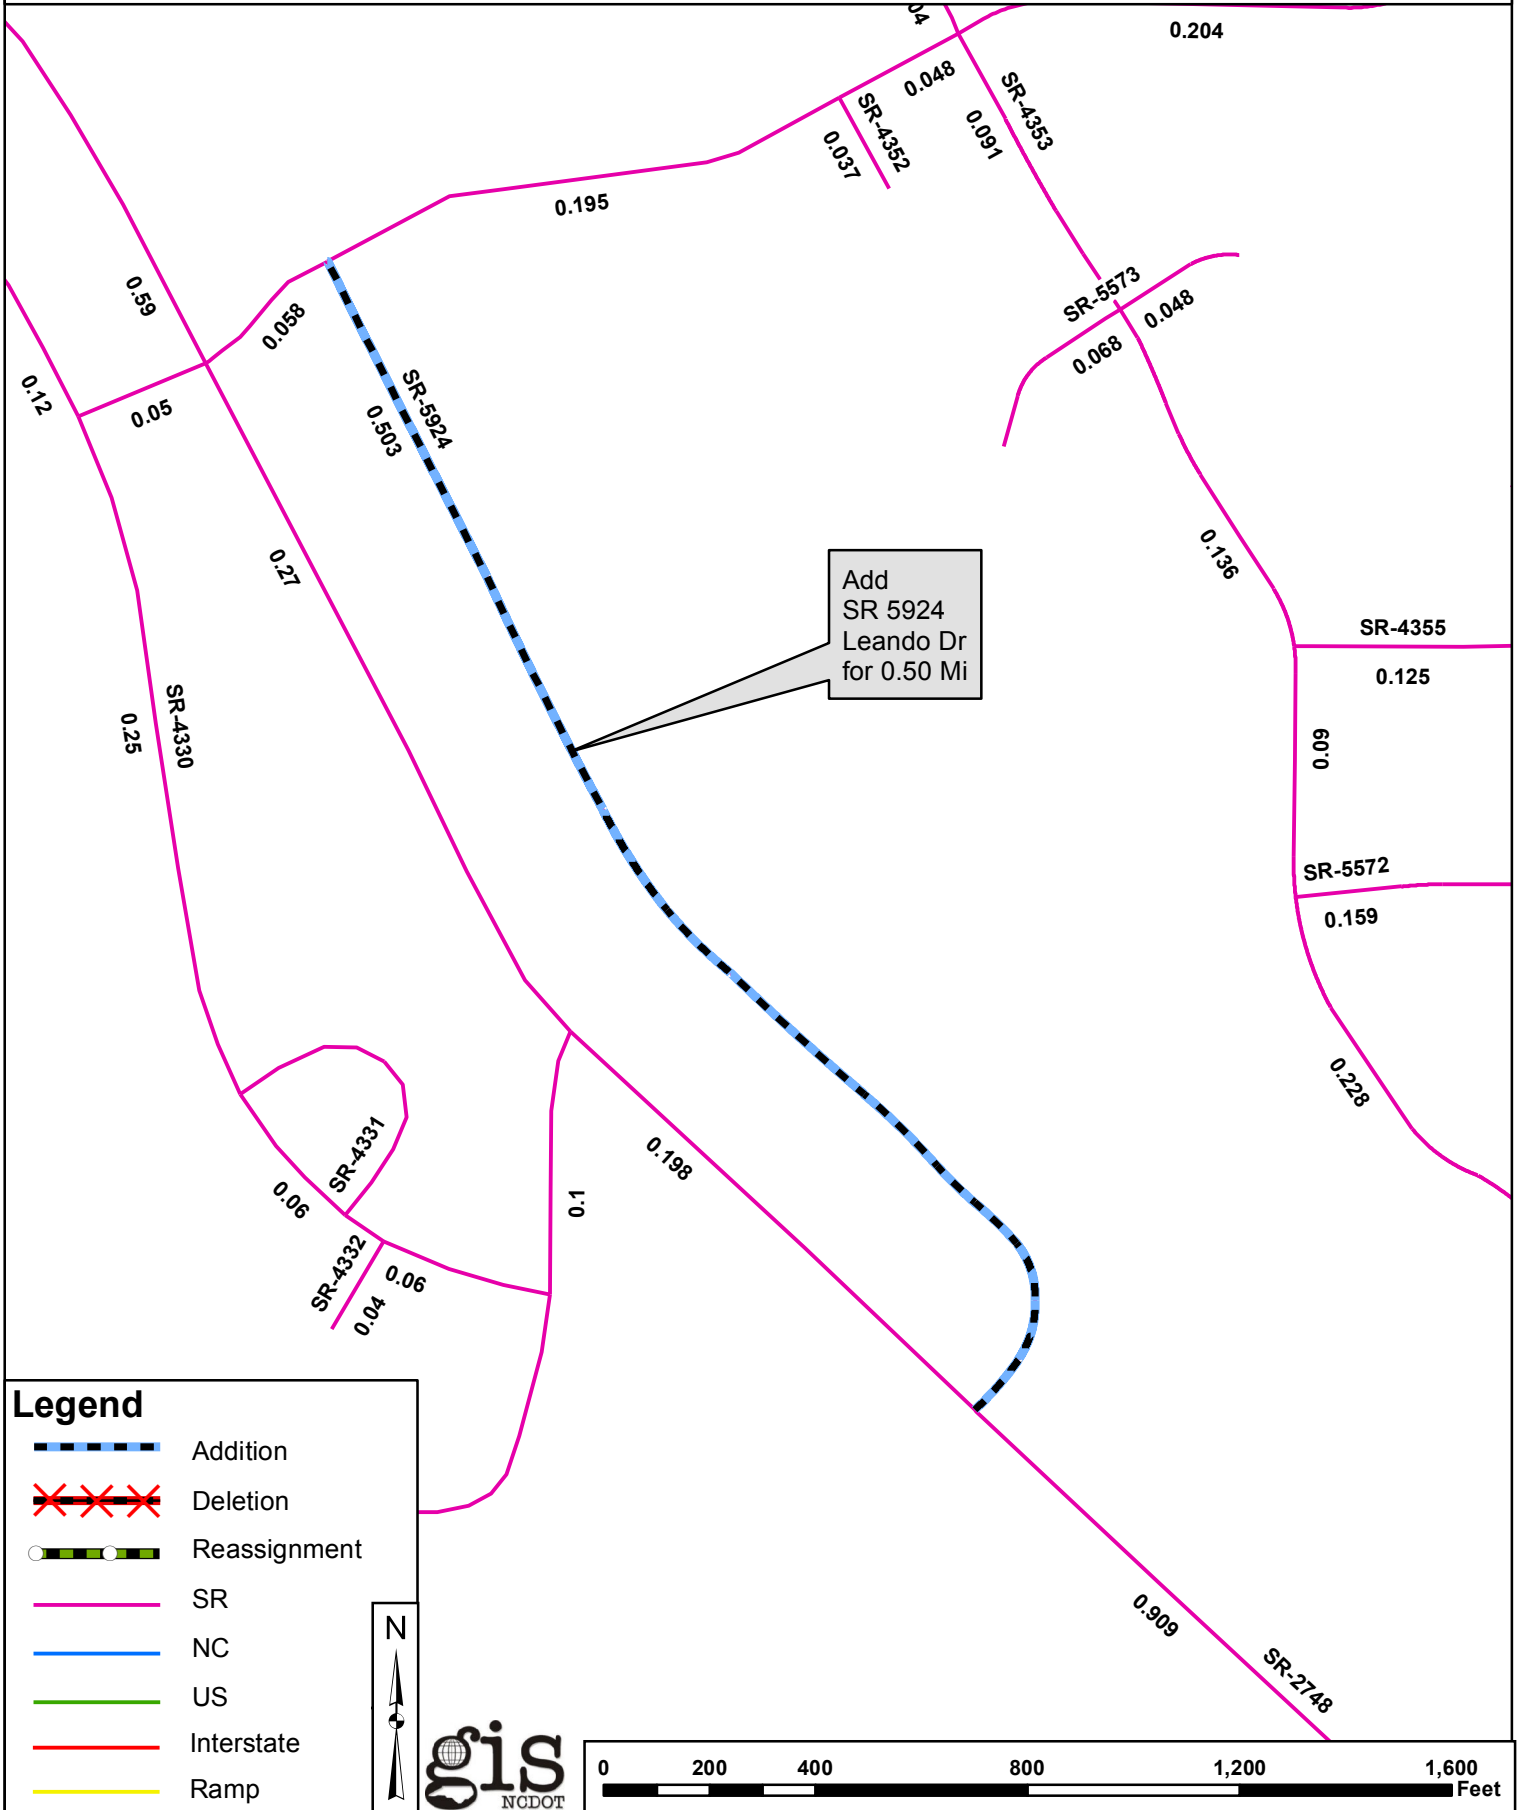 04
0.204
0.048
SR-4353
SR-4352
0.091
0.037
0.195
SR-5573
0.048
0.068
0.59
0.058
0.12
0.05
SR-5924
0.503
0.27
0.136
Add
SR 5924
Leando Dr
for 0.50 Mi
SR-4355
0.125
SR-4330
0.25
0.09
SR-5572
0.159
0.228
SR-4331
0.198
0.06
0.1
SR-4332
0.06
0.04
0.909
SR-2748
Legend
Addition
Deletion
Reassignment
SR
NC
US
Interstate
Ramp
N
gis
NCDOT
0 200 400 800 1,200 1,600
Feet